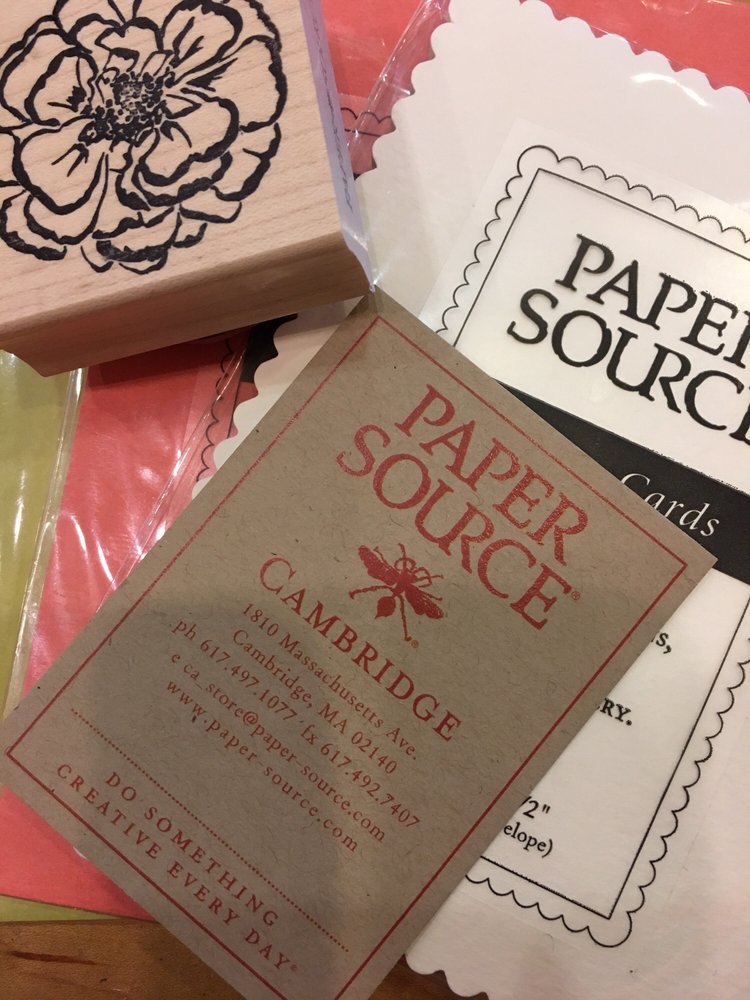 PAPER
SOURCE
Cards
RY.
/2"
elope)
PAPER
SOURCE®
CAMBRIDGE
1810 Massachusetts Ave.
Cambridge, MA 02140
ph 617.497.1077 fx 617.492.7407
e ca_store@paper-source.com
www.paper-source.com
DO SOMETHING
CREATIVE EVERY DAY®